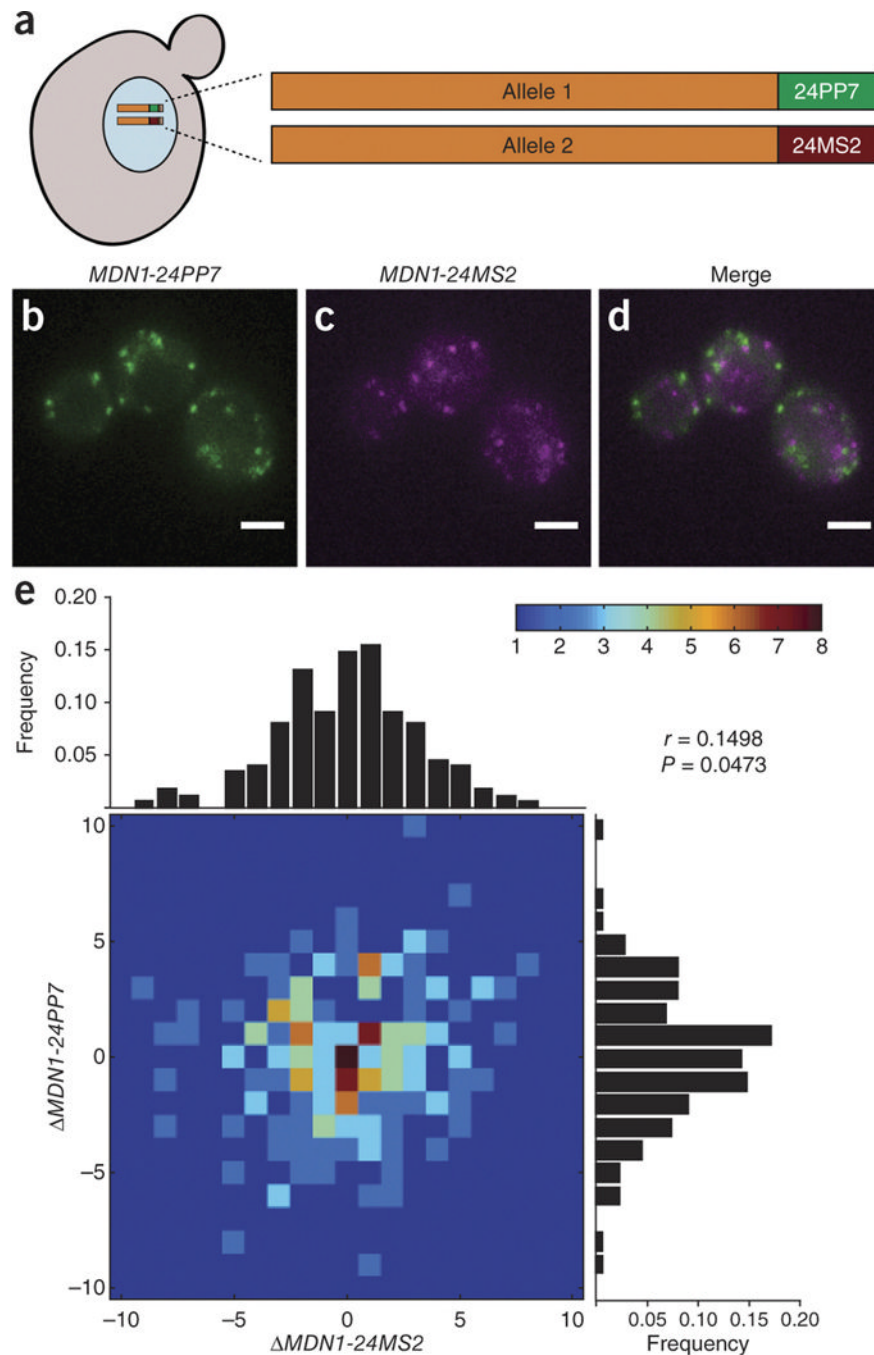 a
Allele 1
24PP7
Allele 2
24MS2
MDN1-24PP7
MDN1-24MS2
Merge
b
c
d
e
0.20
0.15
0.10
0.05
Frequency
1 2 3 4 5 6 7 8
r = 0.1498
P = 0.0473
10
5
0
−5
−10
ΔMDN1-24PP7
−10 −5 0 5 10
ΔMDN1-24MS2
0.05 0.10 0.15 0.20
Frequency